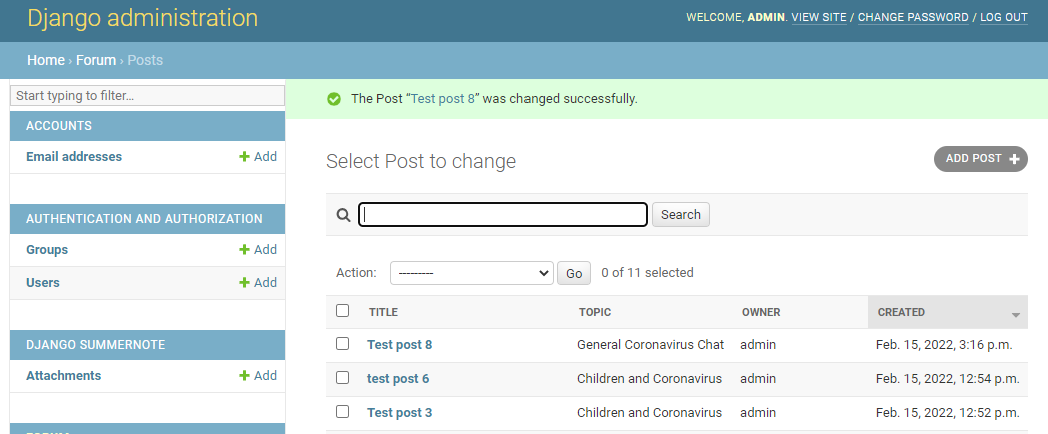 Django administration
WELCOME, ADMIN. VIEW SITE / CHANGE PASSWORD / LOG OUT
Home › Forum › Posts
Start typing to filter...
ACCOUNTS
Email addresses Add
AUTHENTICATION AND AUTHORIZATION
Groups Add
Users Add
DJANGO SUMMERNOTE
Attachments Add
The Post “Test post 8” was changed successfully.
Select Post to change
ADD POST
Search
Action: --------- Go 0 of 11 selected
TITLE TOPIC OWNER CREATED
Test post 8 General Coronavirus Chat admin Feb. 15, 2022, 3:16 p.m.
test post 6 Children and Coronavirus admin Feb. 15, 2022, 12:54 p.m.
Test post 3 Children and Coronavirus admin Feb. 15, 2022, 12:52 p.m.